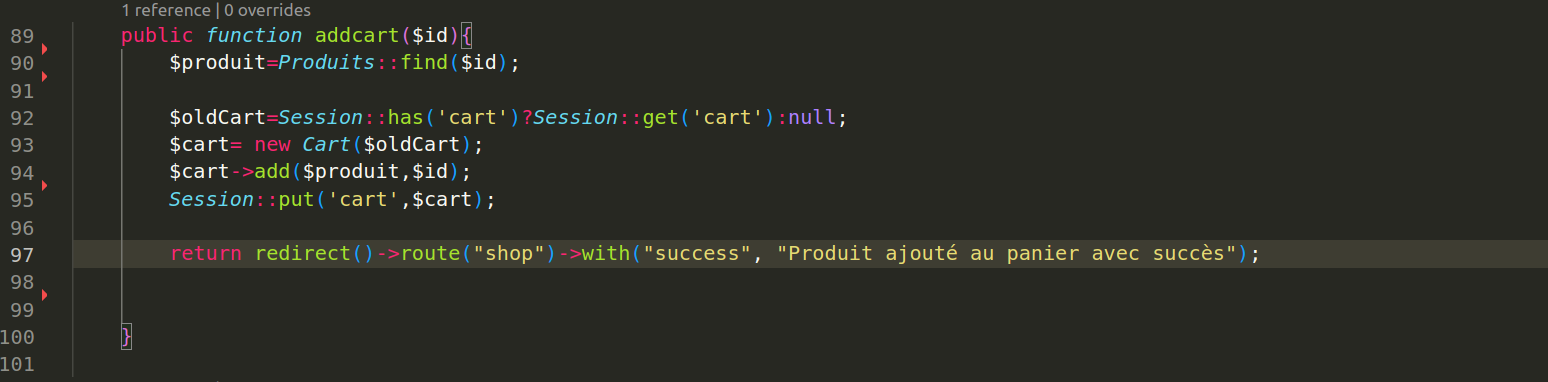 1 reference | 0 overrides
89 public function addcart($id){
90 $produit=Produits::find($id);
91
92 $oldCart=Session::has('cart')?Session::get('cart'):null;
93 $cart= new Cart($oldCart);
94 $cart->add($produit,$id);
95 Session::put('cart',$cart);
96
97 return redirect()->route("shop")->with("success", "Produit ajouté au panier avec succès");
98
99
100 }
101